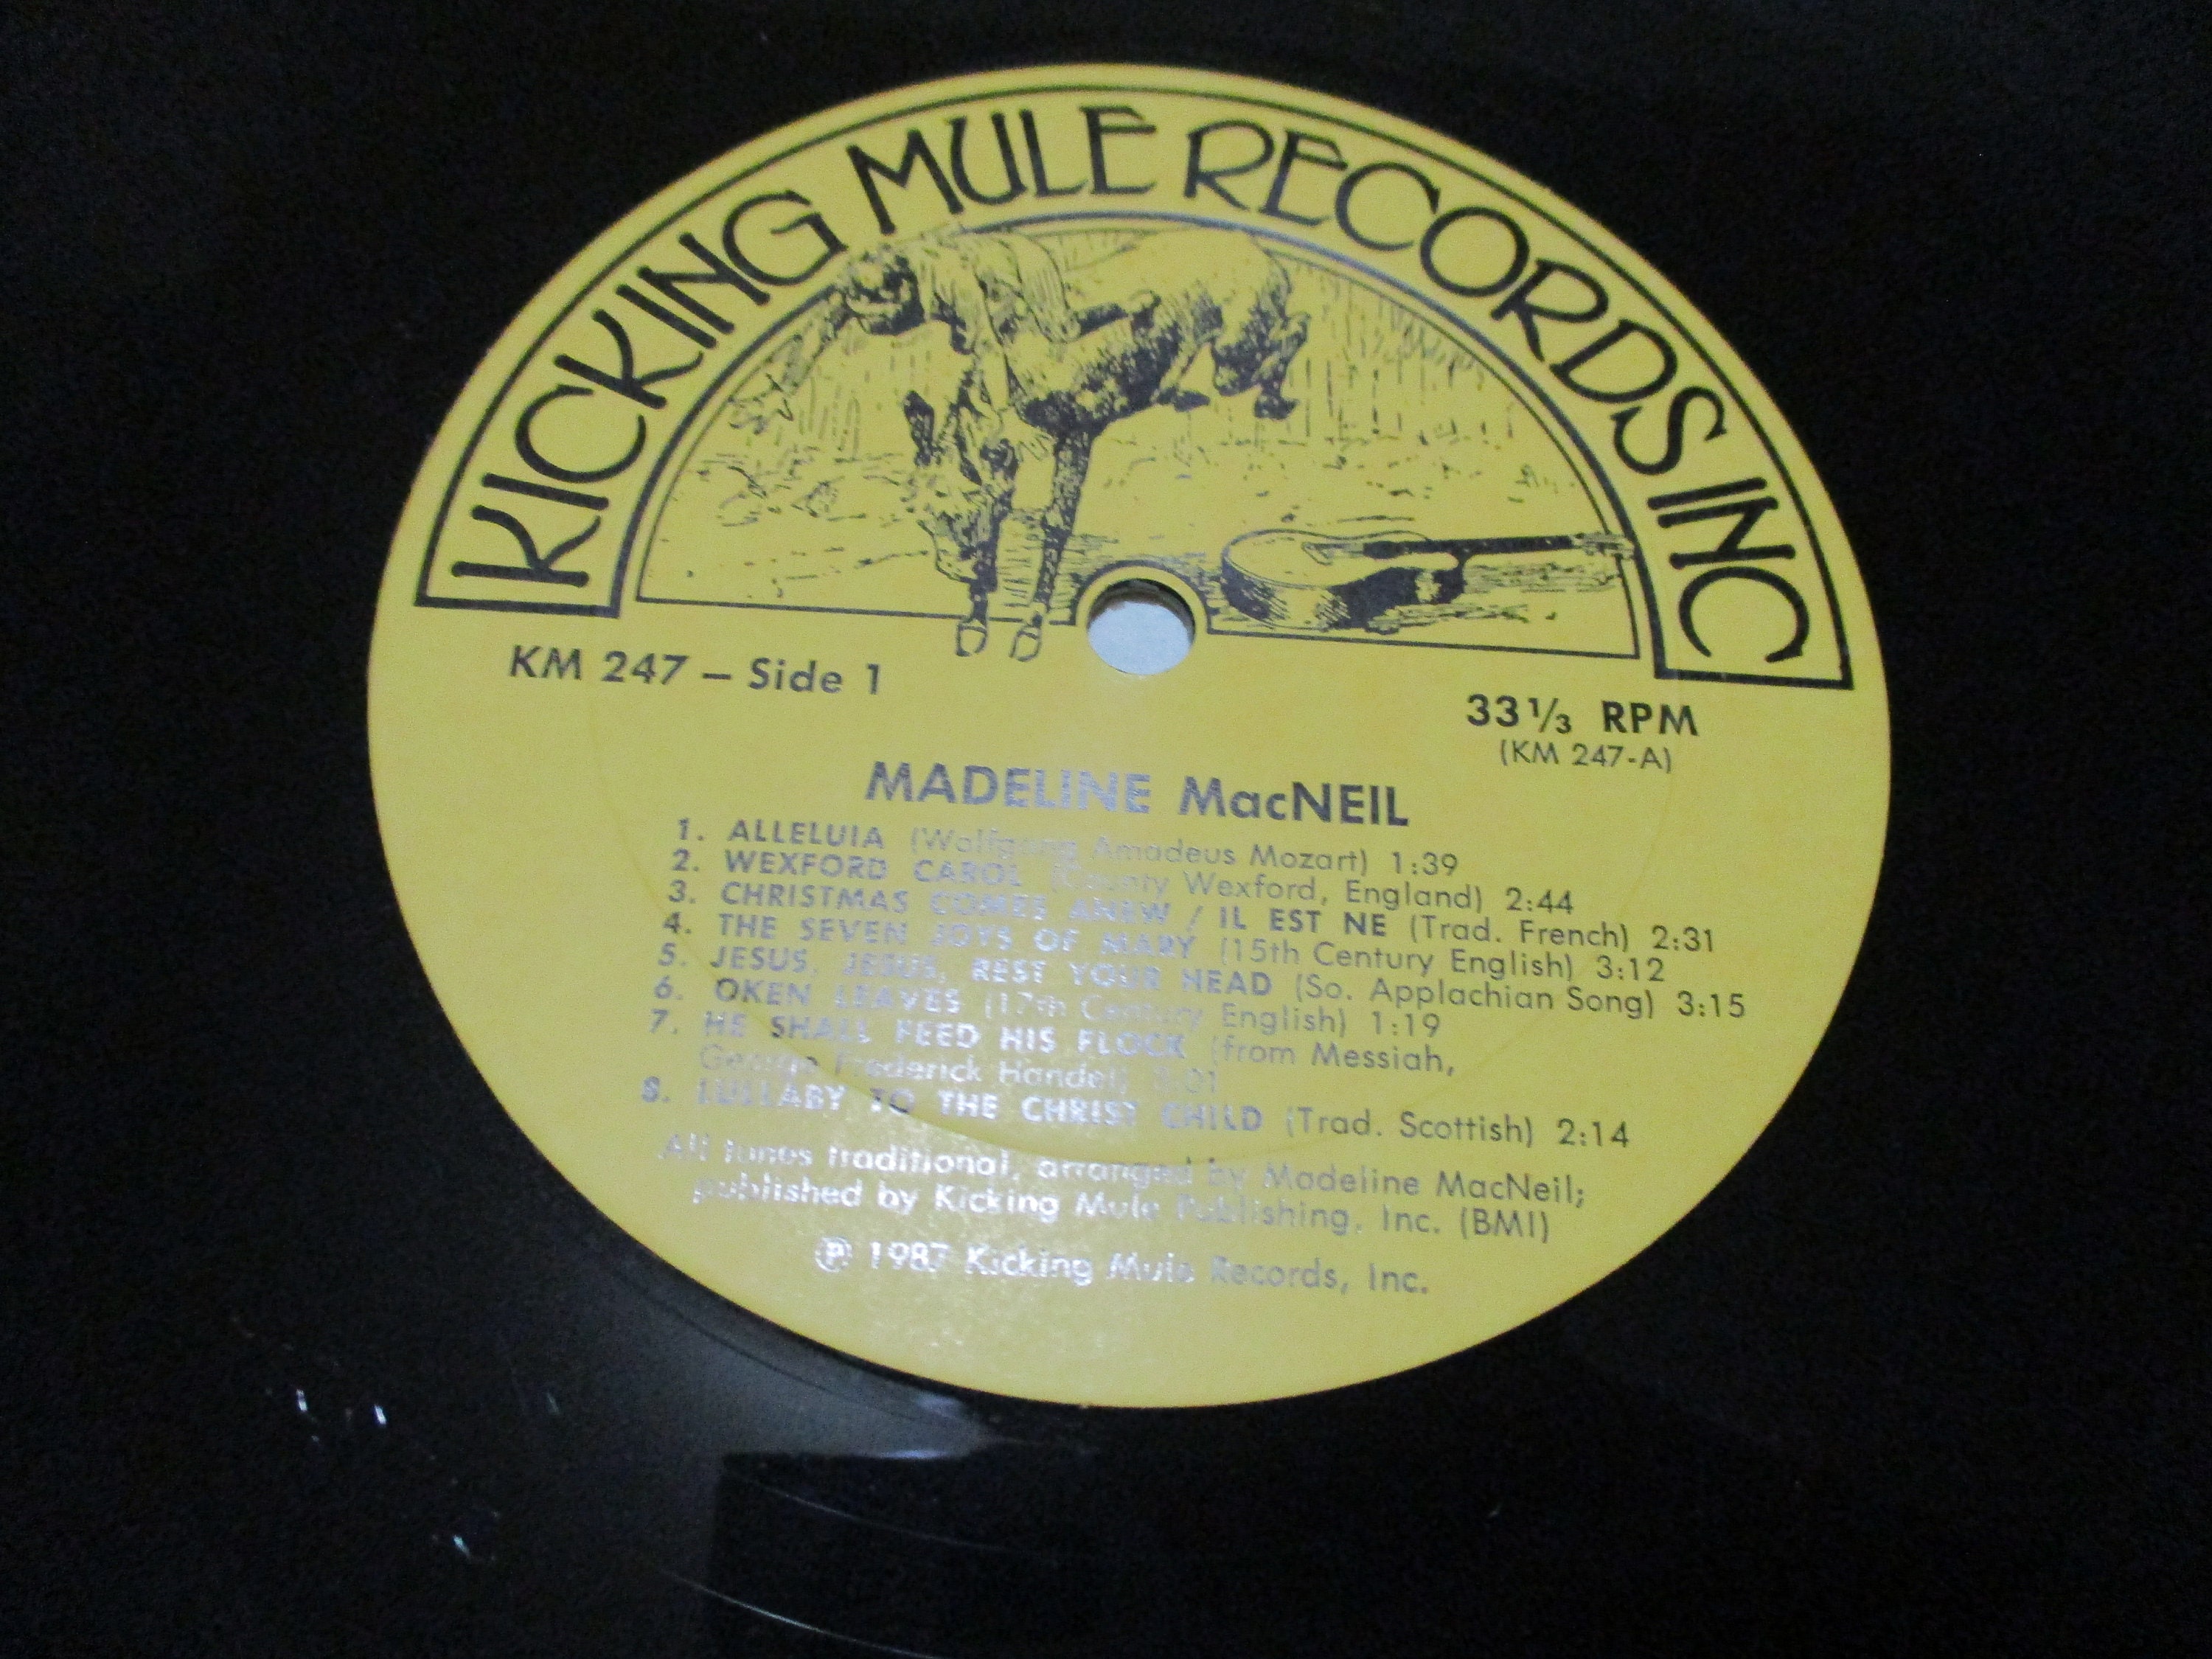 KICKING MULE RECORDS INC
KM 247 – Side 1
33⅓ RPM
(KM 247-A)
MADELINE MacNEIL
1. ALLELUIA (Wolfgang Amadeus Mozart) 1:39
2. WEXFORD CAROL (County Wexford, England) 2:44
3. CHRISTMAS COMES ANEW / IL EST NE (Trad. French) 2:31
4. THE SEVEN JOYS OF MARY (15th Century English) 3:12
5. JESUS, JESUS, REST YOUR HEAD (So. Applachian Song) 3:15
6. OKEN LEAVES (17th Century English) 1:19
7. HE SHALL FEED HIS FLOCK (from Messiah,
George Frederick Handel)
8. LULLABY TO THE CHRIST CHILD (Trad. Scottish) 2:14
All tunes traditional, arranged by Madeline MacNeil;
published by Kicking Mule Publishing, Inc. (BMI)
℗ 1987 Kicking Mule Records, Inc.